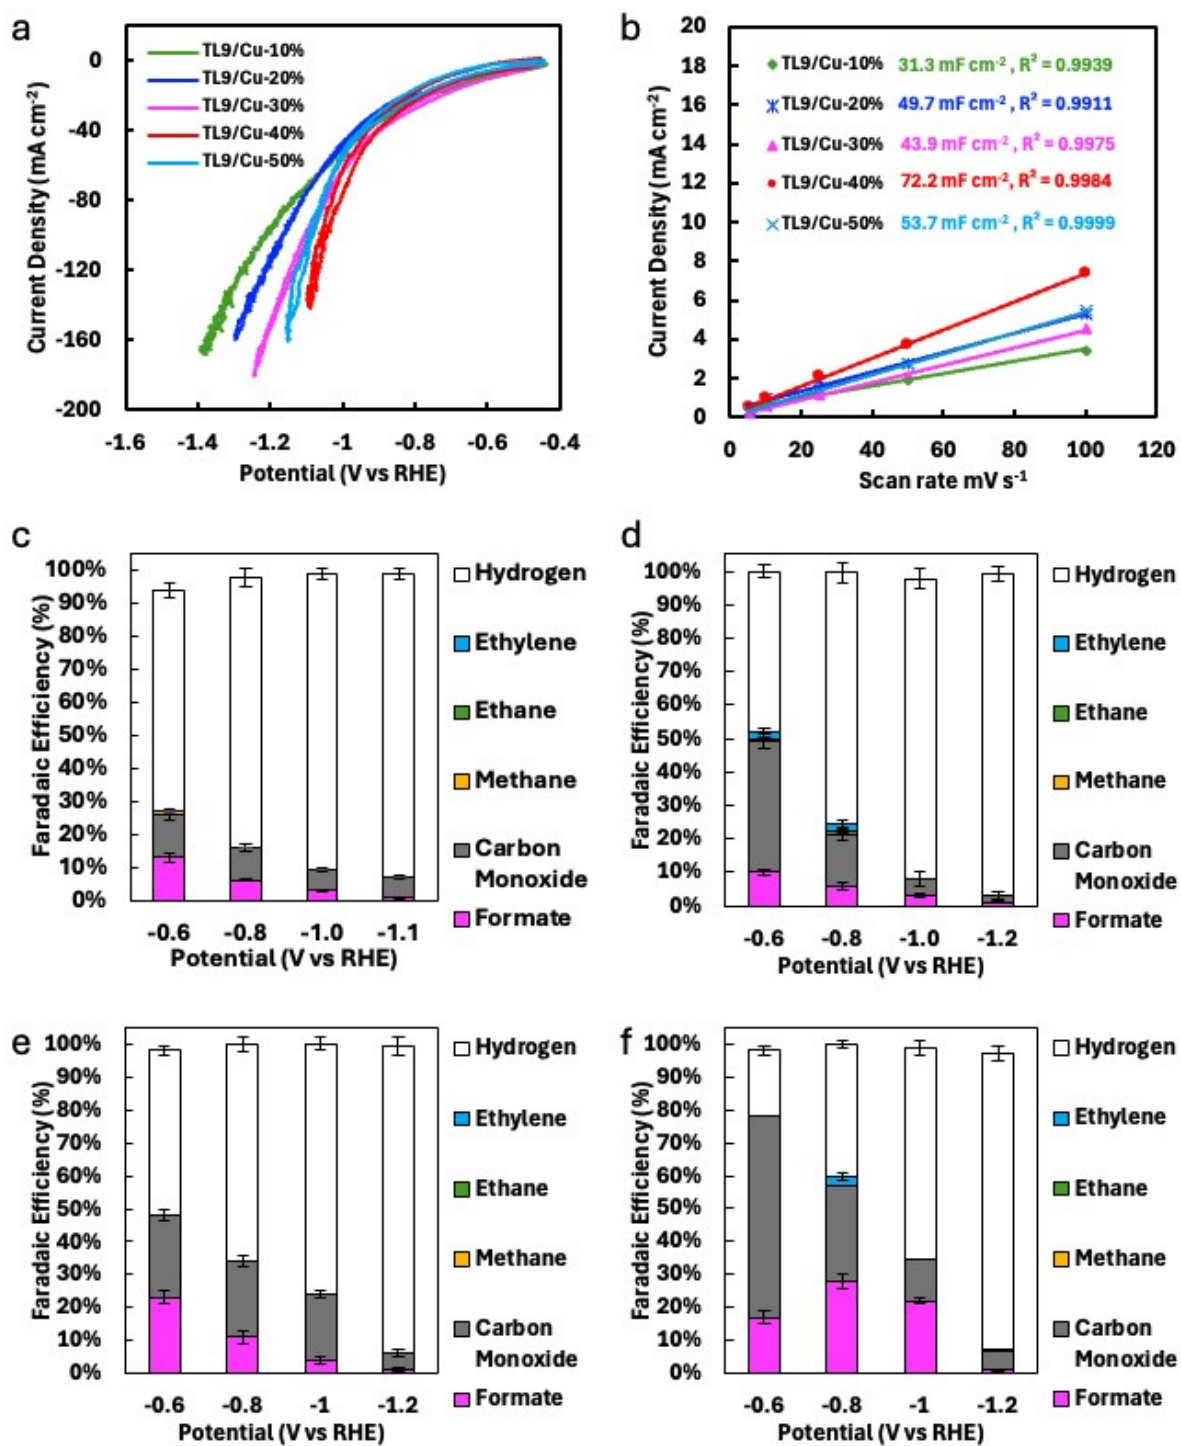 a
TL9/Cu-10%
TL9/Cu-20%
TL9/Cu-30%
TL9/Cu-40%
TL9/Cu-50%
0
-40
-80
-120
-160
-200
-1.6 -1.4 -1.2 -1 -0.8 -0.6 -0.4
Current Density (mA cm-2)
Potential (V vs RHE)
b
TL9/Cu-10% 31.3 mF cm-2 , R2 = 0.9939
TL9/Cu-20% 49.7 mF cm-2 , R2 = 0.9911
TL9/Cu-30% 43.9 mF cm-2 , R2 = 0.9975
TL9/Cu-40% 72.2 mF cm-2, R2 = 0.9984
TL9/Cu-50% 53.7 mF cm-2 , R2 = 0.9999
20
18
16
14
12
10
8
6
4
2
0
0 20 40 60 80 100 120
Current Density (mA cm-2)
Scan rate mV s-1
c
100%
90%
80%
70%
60%
50%
40%
30%
20%
10%
0%
-0.6 -0.8 -1.0 -1.1
Faradaic Efficiency (%)
Potential (V vs RHE)
Hydrogen
Ethylene
Ethane
Methane
Carbon
Monoxide
Formate
d
100%
90%
80%
70%
60%
50%
40%
30%
20%
10%
0%
-0.6 -0.8 -1.0 -1.2
Faradaic Efficiency (%)
Potential (V vs RHE)
Hydrogen
Ethylene
Ethane
Methane
Carbon
Monoxide
Formate
e
100%
90%
80%
70%
60%
50%
40%
30%
20%
10%
0%
-0.6 -0.8 -1 -1.2
Faradaic Efficiency (%)
Potential (V vs RHE)
Hydrogen
Ethylene
Ethane
Methane
Carbon
Monoxide
Formate
f
100%
90%
80%
70%
60%
50%
40%
30%
20%
10%
0%
-0.6 -0.8 -1 -1.2
Faradaic Efficiency (%)
Potential (V vs RHE)
Hydrogen
Ethylene
Ethane
Methane
Carbon
Monoxide
Formate